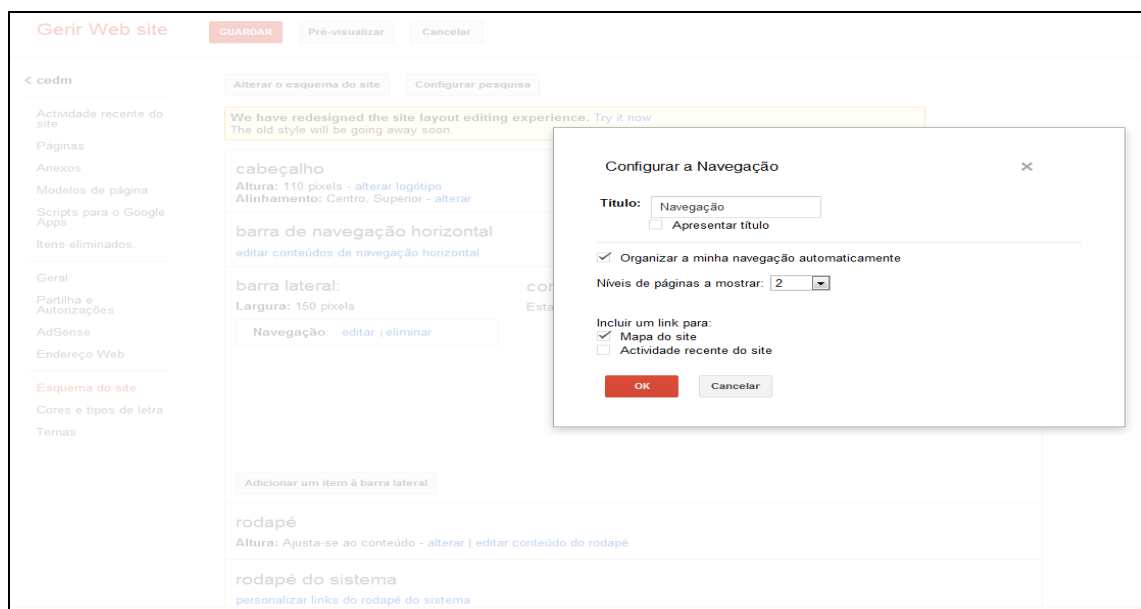 Gerir Web site
GUARDAR Pré-visualizar Cancelar
cedm
Actividade recente do
site
Páginas
Anexos
Modelos de página
Scripts para o Google
Apps
Itens eliminados.
Geral
Partilha e
Autorizações
AdSense
Endereço Web
Esquema do site
Cores e tipos de letra
Temas
Alterar o esquema do site Configurar pesquisa
We have redesigned the site layout editing experience. Try it now
The old style will be going away soon.
cabeçalho
Altura: 110 pixels - alterar logótipo
Alinhamento: Centro, Superior - alterar
barra de navegação horizontal
editar conteúdos de navegação horizontal
barra lateral:
Largura: 150 pixels
Navegação: editar | eliminar
cor
Esta
Adicionar um item à barra lateral
rodapé
Altura: Ajusta-se ao conteúdo - alterar | editar conteúdo do rodapé
rodapé do sistema
personalizar links do rodapé do sistema
Configurar a Navegação
Título: Navegação
Apresentar título
Organizar a minha navegação automaticamente
Níveis de páginas a mostrar: 2
Incluir um link para:
Mapa do site
Actividade recente do site
OK Cancelar